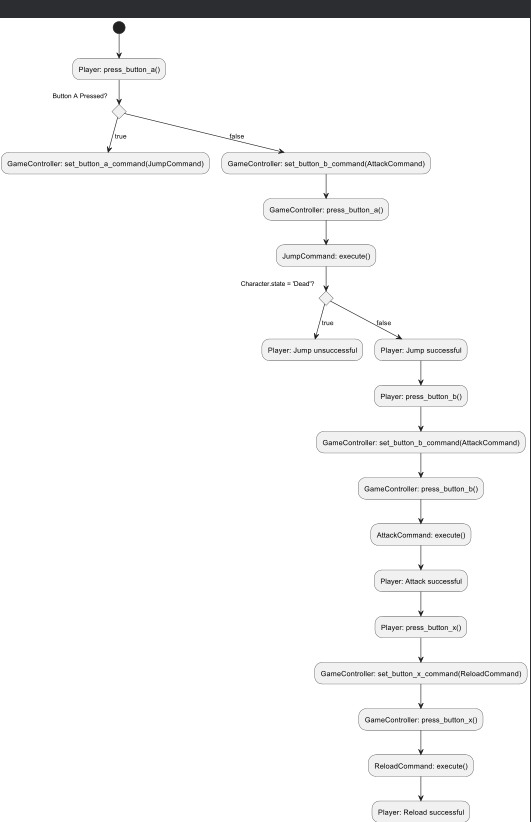 Player: press_button_a()
Button A Pressed?
true
false
GameController: set_button_a_command(JumpCommand)
GameController: set_button_b_command(AttackCommand)
GameController: press_button_a()
JumpCommand: execute()
Character.state = 'Dead'?
true
false
Player: Jump unsuccessful
Player: Jump successful
Player: press_button_b()
GameController: set_button_b_command(AttackCommand)
GameController: press_button_b()
AttackCommand: execute()
Player: Attack successful
Player: press_button_x()
GameController: set_button_x_command(ReloadCommand)
GameController: press_button_x()
ReloadCommand: execute()
Player: Reload successful